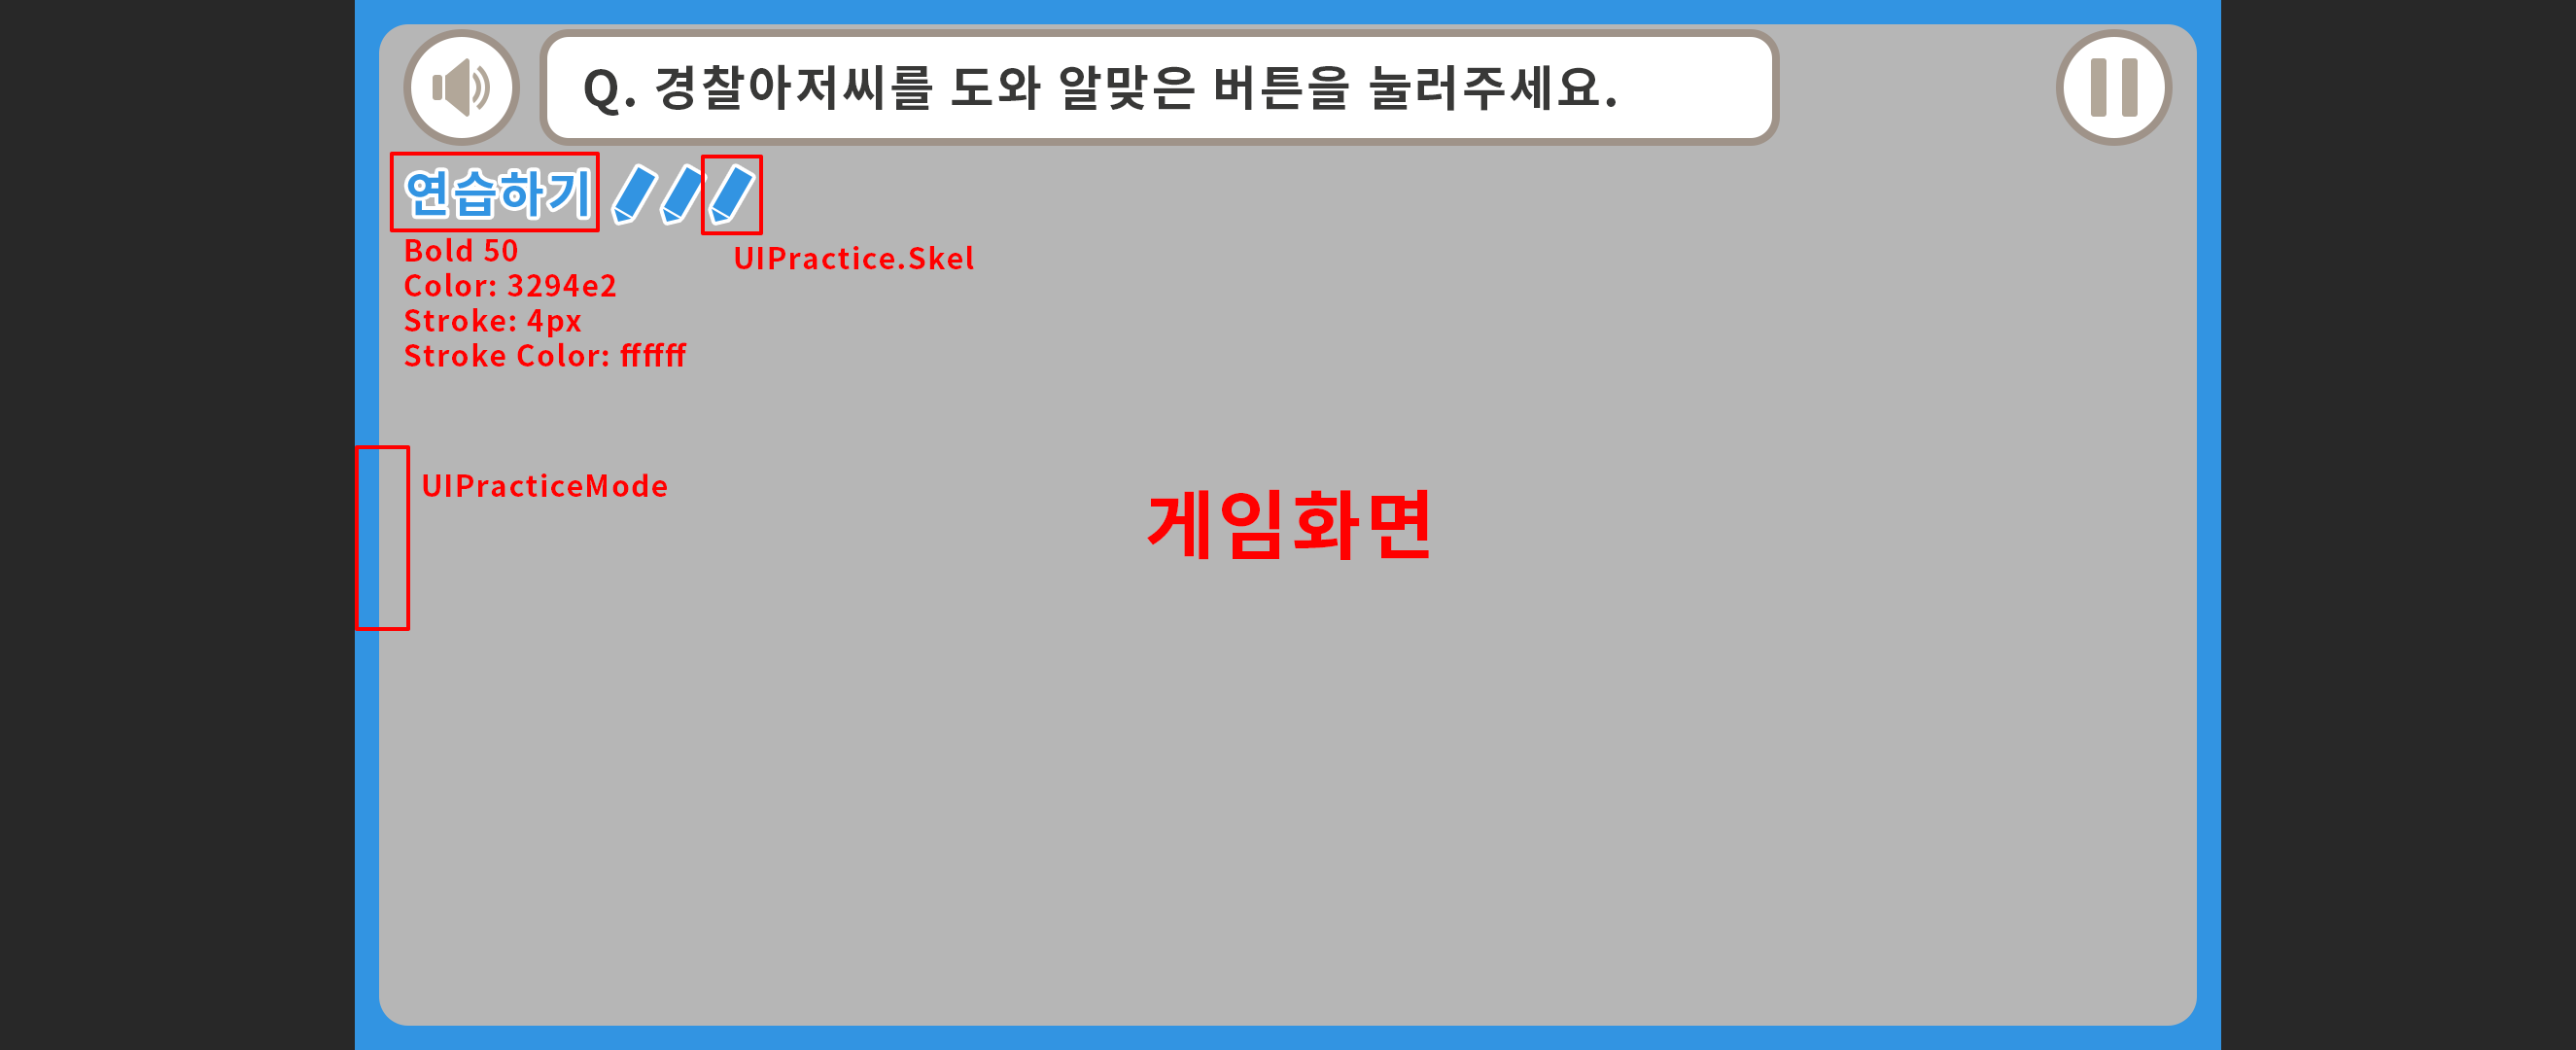 Q. 경찰아저씨를 도와 알맞은 버튼을 눌러주세요.
연습하기
Bold 50
Color: 3294e2
Stroke: 4px
Stroke Color: ffffff
UIPractice.Skel
UIPracticeMode
게임화면